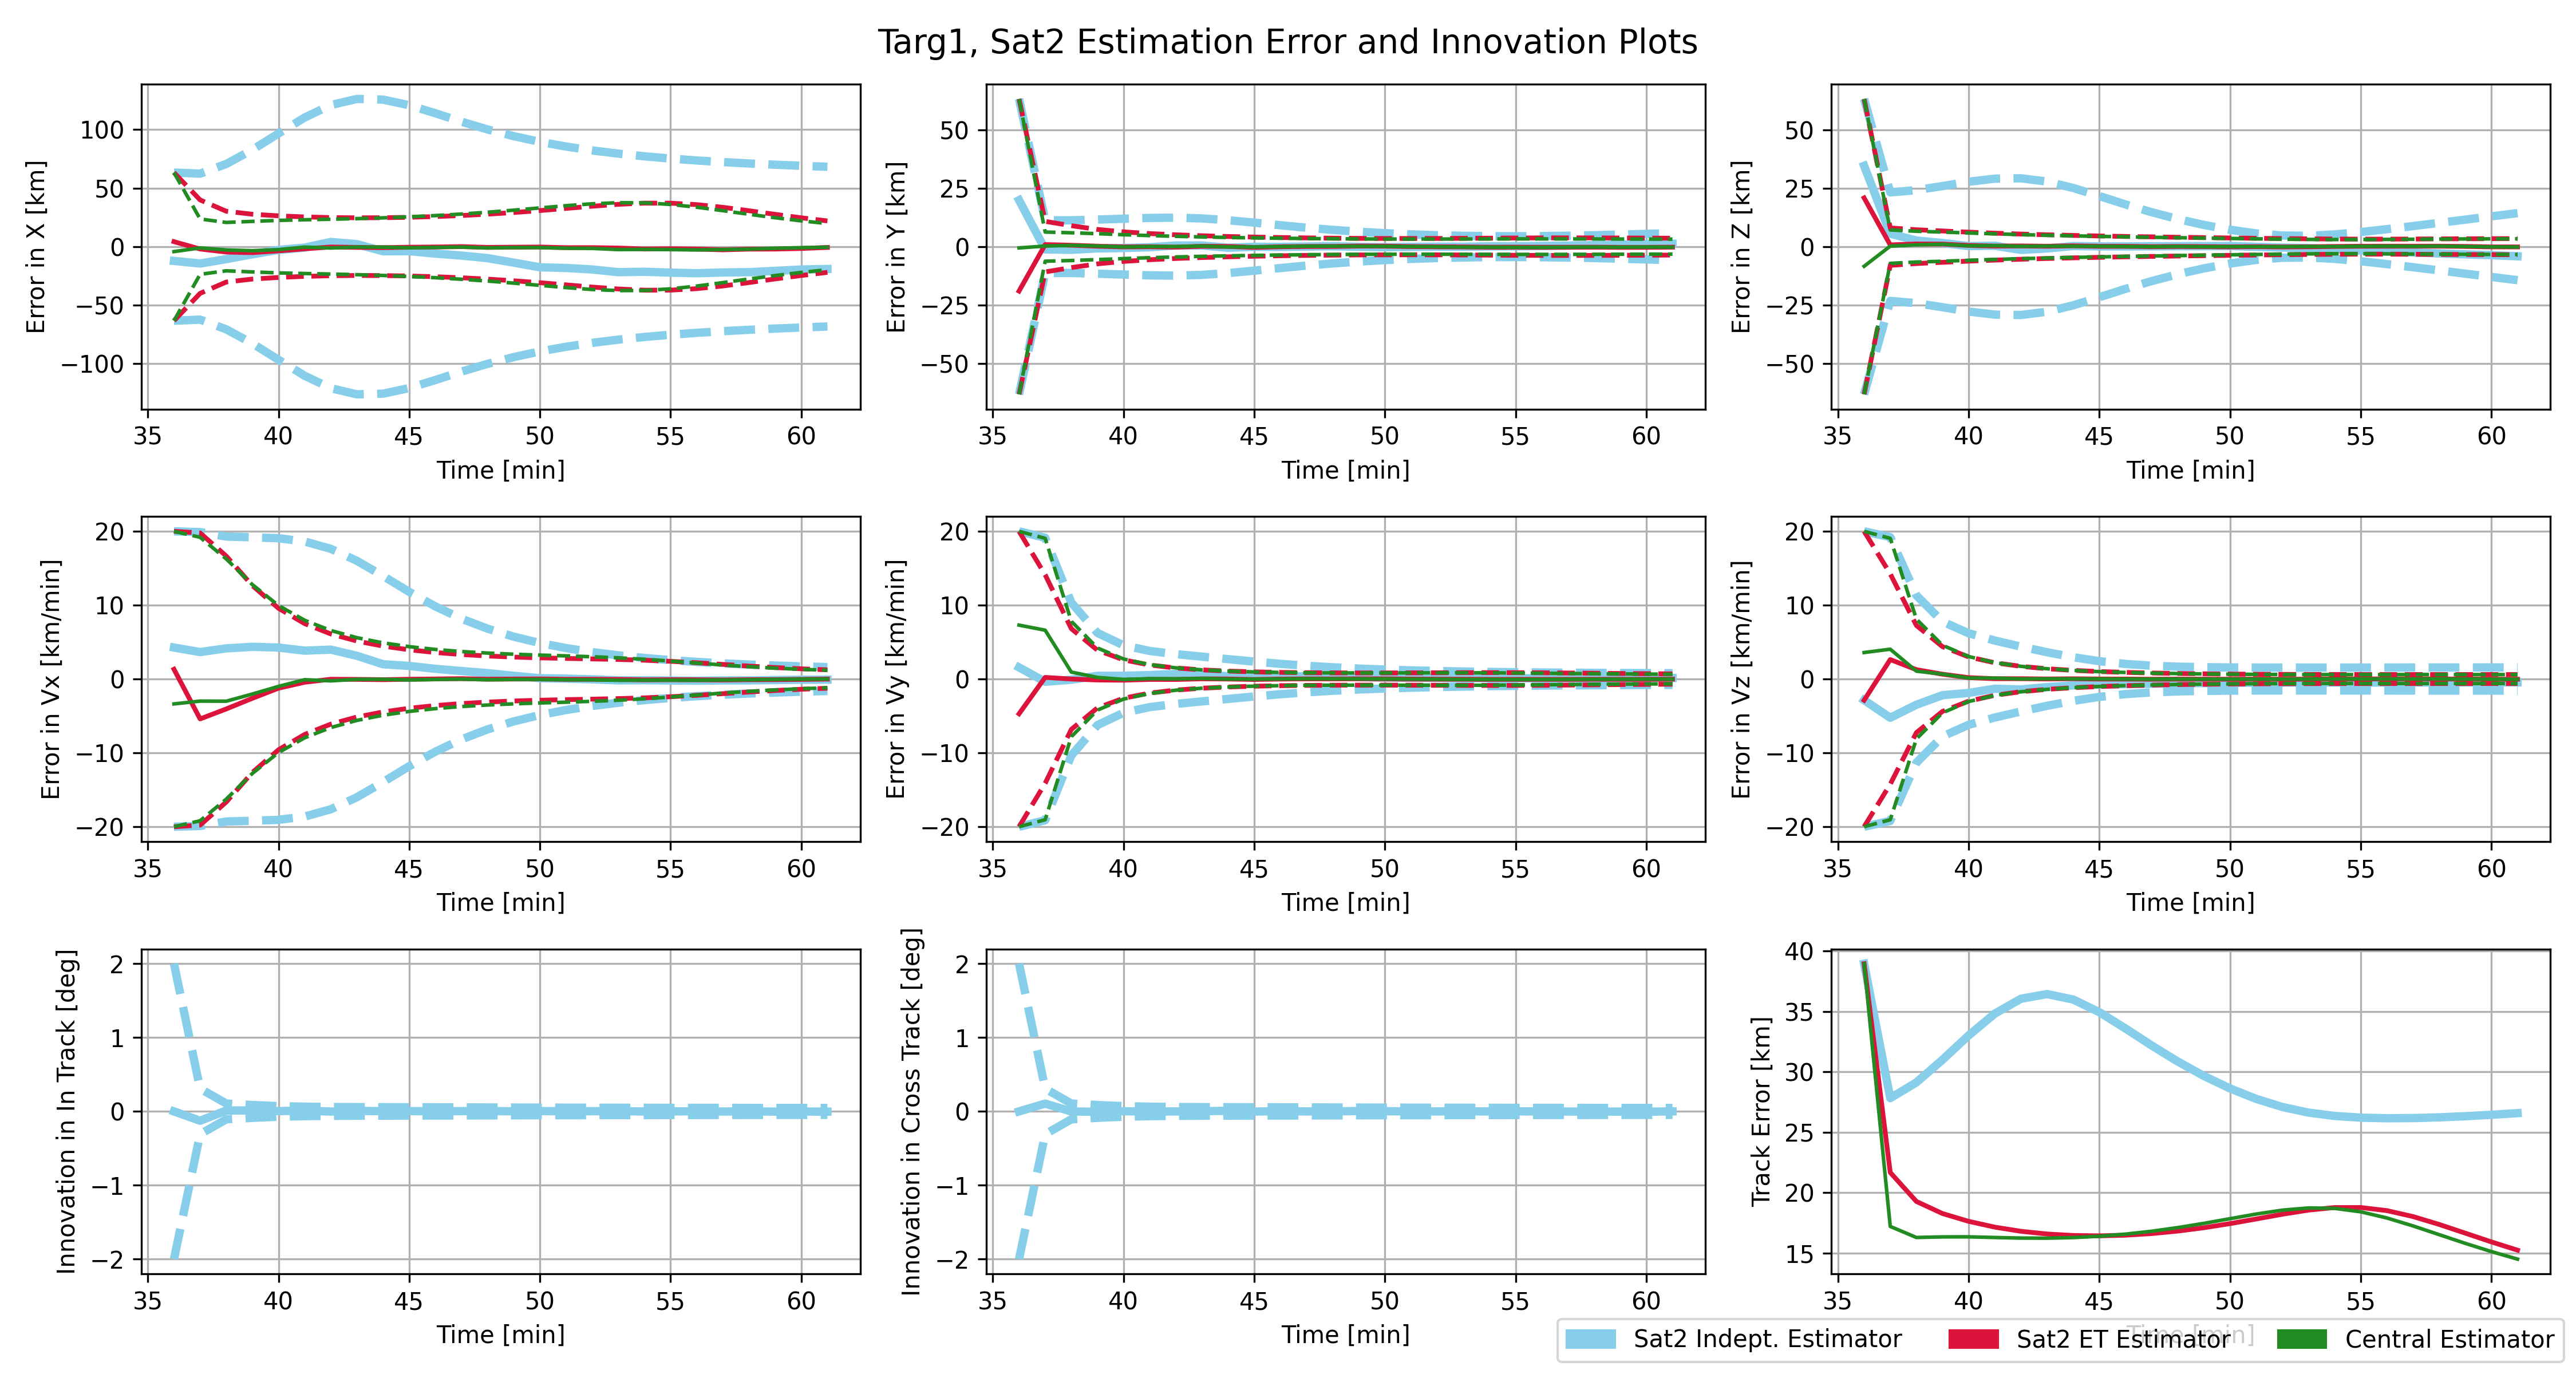 Targ1, Sat2 Estimation Error and Innovation Plots
Error in X [km]
100
50
0
−50
−100
35 40 45 50 55 60
Time [min]
Error in Y [km]
50
25
0
−25
−50
35 40 45 50 55 60
Time [min]
Error in Z [km]
50
25
0
−25
−50
35 40 45 50 55 60
Time [min]
Error in Vx [km/min]
20
10
0
−10
−20
35 40 45 50 55 60
Time [min]
Error in Vy [km/min]
20
10
0
−10
−20
35 40 45 50 55 60
Time [min]
Error in Vz [km/min]
20
10
0
−10
−20
35 40 45 50 55 60
Time [min]
Innovation in In Track [deg]
2
1
0
−1
−2
35 40 45 50 55 60
Time [min]
Innovation in Cross Track [deg]
2
1
0
−1
−2
35 40 45 50 55 60
Time [min]
Track Error [km]
40
35
30
25
20
15
35 40 45 50 55 60
Time [min]
Sat2 Indept. Estimator Sat2 ET Estimator Central Estimator